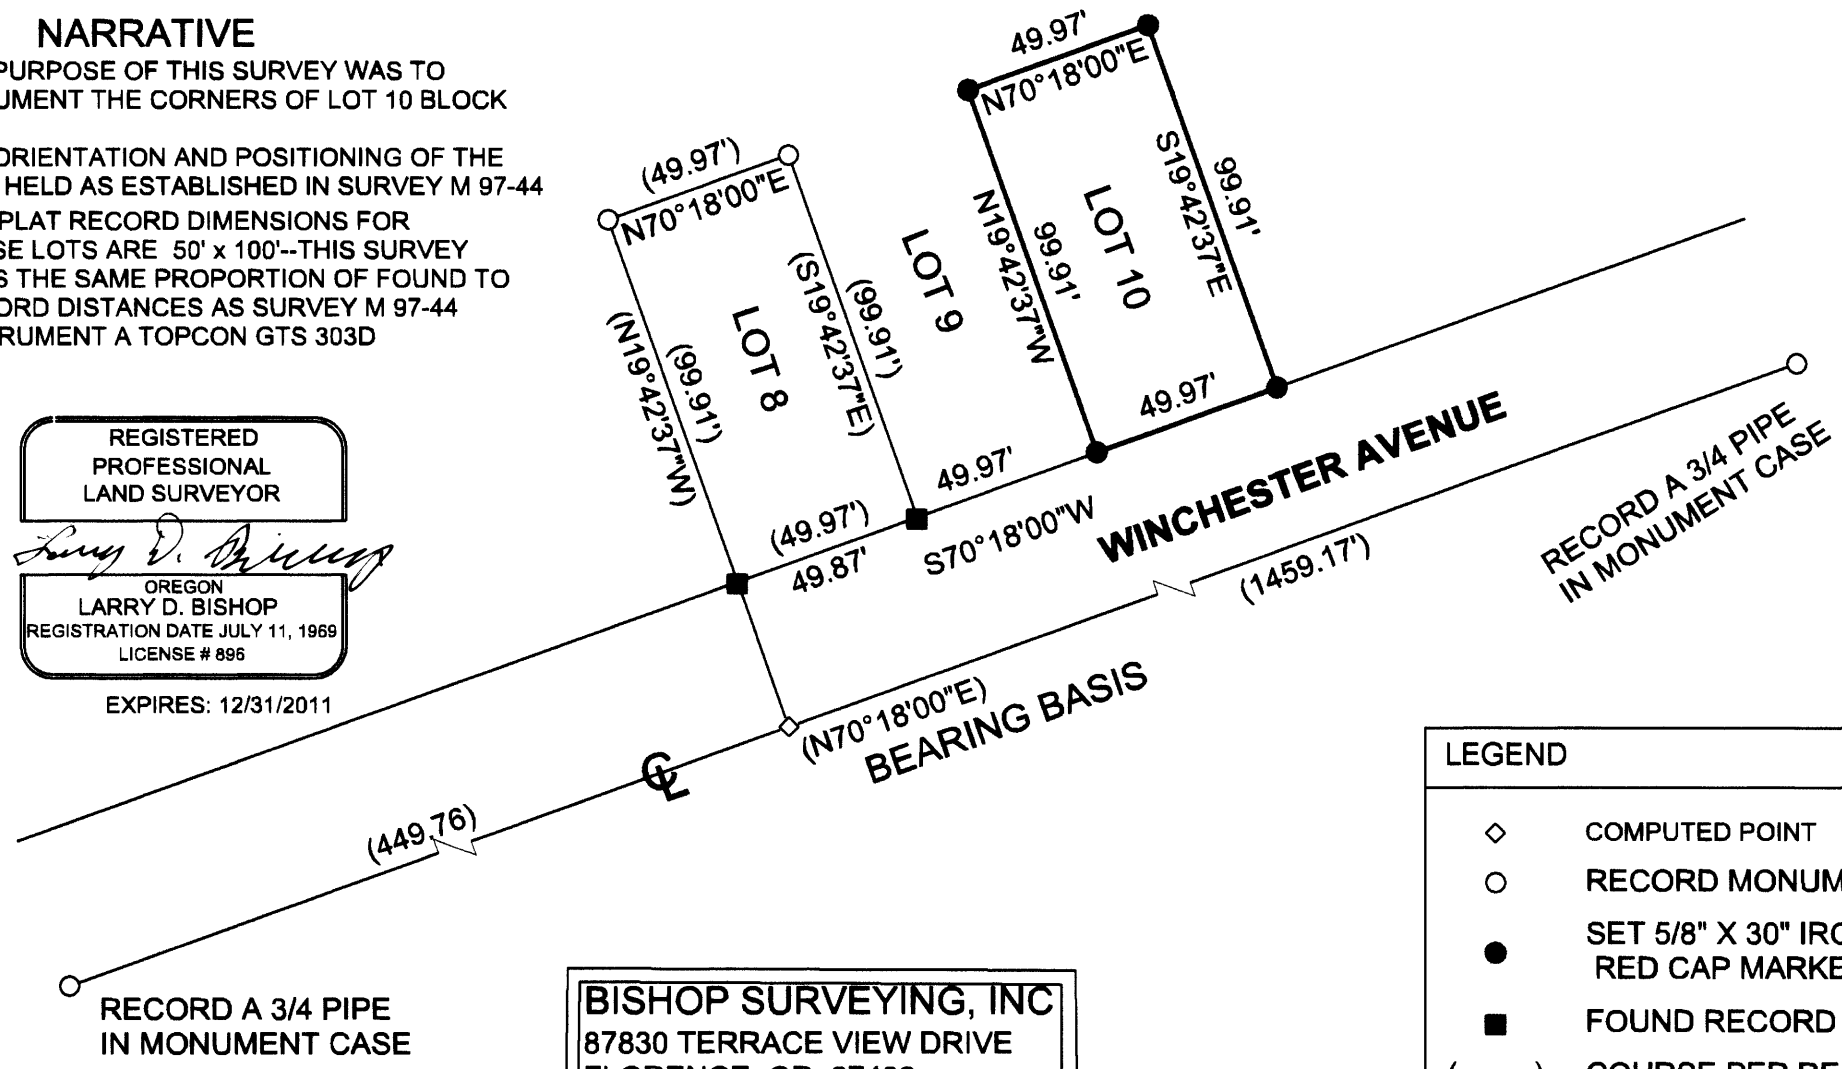 NARRATIVE
PURPOSE OF THIS SURVEY WAS TO
UMENT THE CORNERS OF LOT 10 BLOCK
ORIENTATION AND POSITIONING OF THE
HELD AS ESTABLISHED IN SURVEY M 97-44
PLAT RECORD DIMENSIONS FOR
SE LOTS ARE 50' x 100'--THIS SURVEY
S THE SAME PROPORTION OF FOUND TO
ORD DISTANCES AS SURVEY M 97-44
RUMENT A TOPCON GTS 303D
REGISTERED
PROFESSIONAL
LAND SURVEYOR
Larry D. Bishop
OREGON
LARRY D. BISHOP
REGISTRATION DATE JULY 11, 1969
LICENSE # 896
EXPIRES: 12/31/2011
(49.97')
N70°18'00"E
(N19°42'37"W)
(99.91')
LOT 8
(S19°42'37"E)
(99.91')
(49.97')
49.87'
LOT 9
49.97'
49.97'
N70°18'00"E
N19°42'37"W
99.91'
LOT 10
S19°42'37"E
99.91'
49.97'
S70°18'00"W
WINCHESTER AVENUE
(1459.17')
RECORD A 3/4 PIPE
IN MONUMENT CASE
(N70°18'00"E)
BEARING BASIS
CL
(449.76)
RECORD A 3/4 PIPE
IN MONUMENT CASE
BISHOP SURVEYING, INC
87830 TERRACE VIEW DRIVE
LEGEND
COMPUTED POINT
RECORD MONUM
SET 5/8" X 30" IRO
RED CAP MARKE
FOUND RECORD